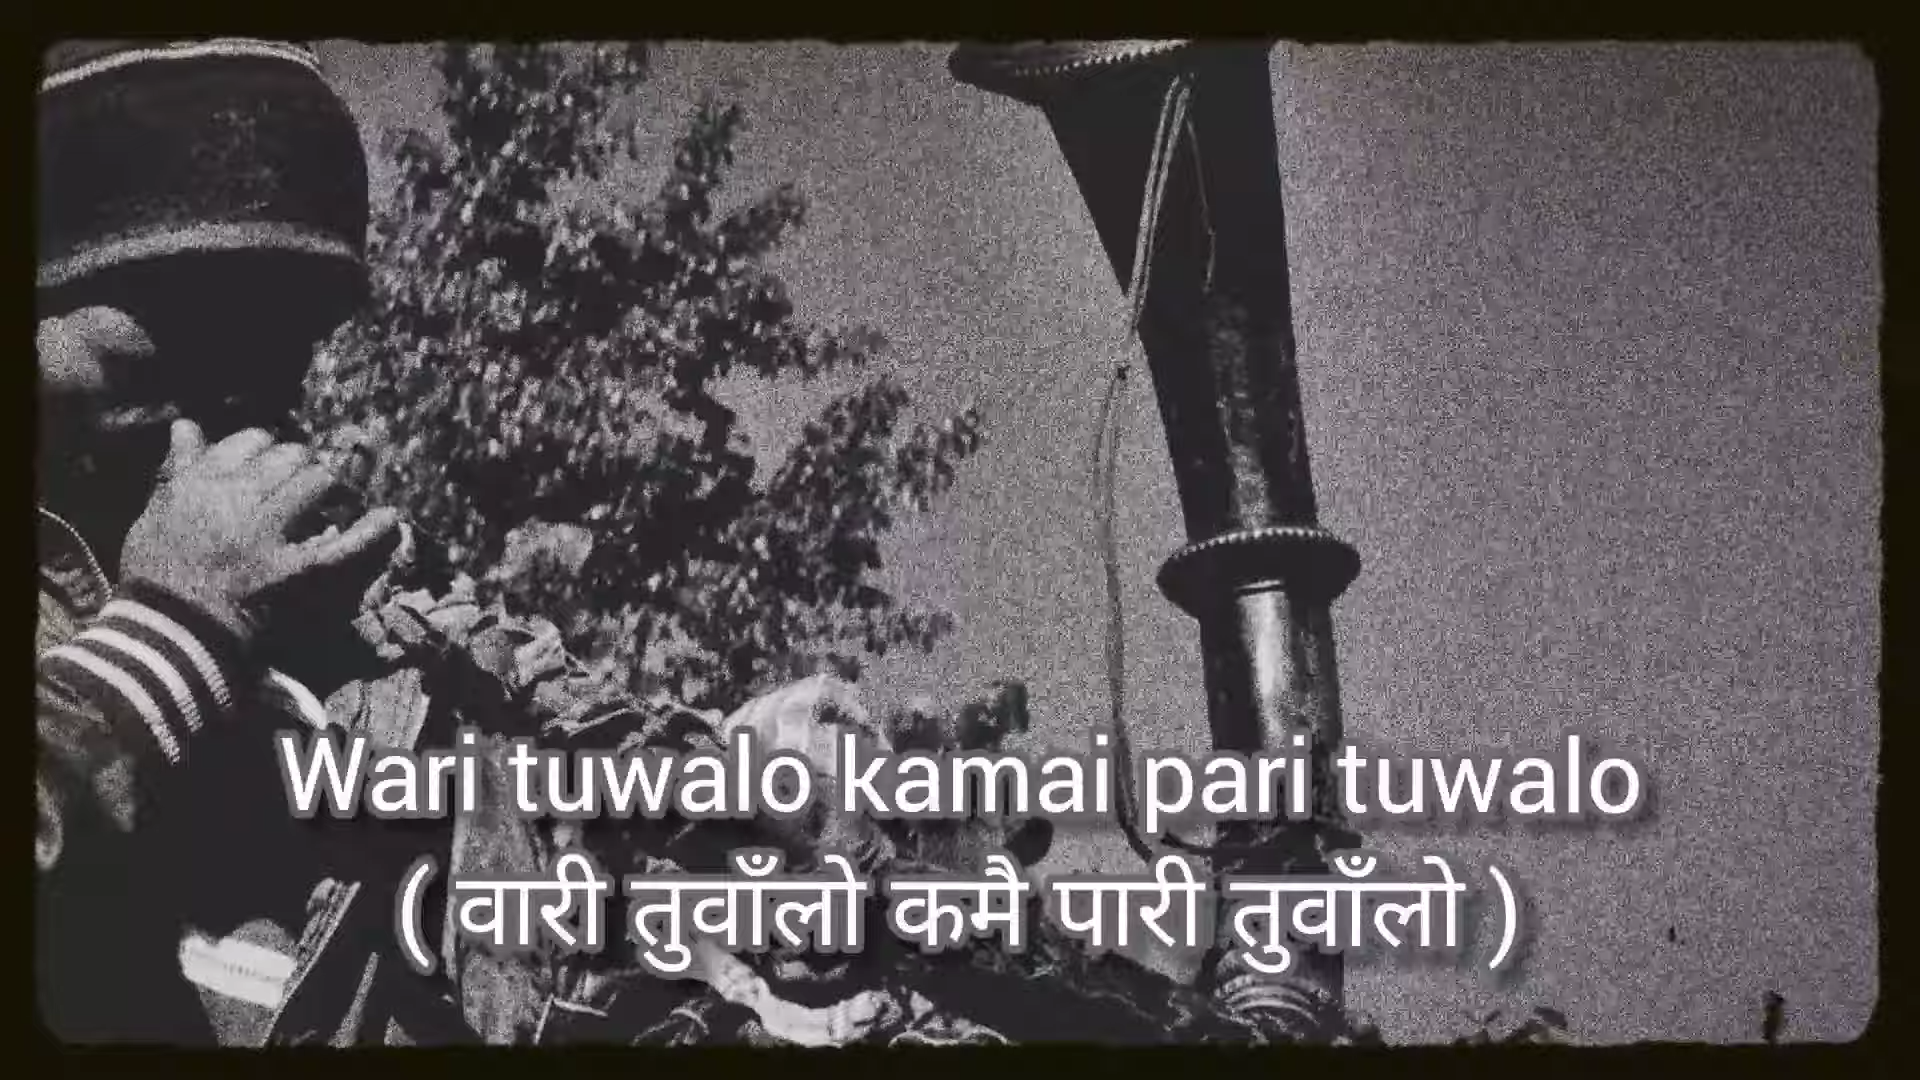 Wari tuwalo kamai pari tuwalo
( वारी तुवाँलो कमै पारी तुवाँलो )